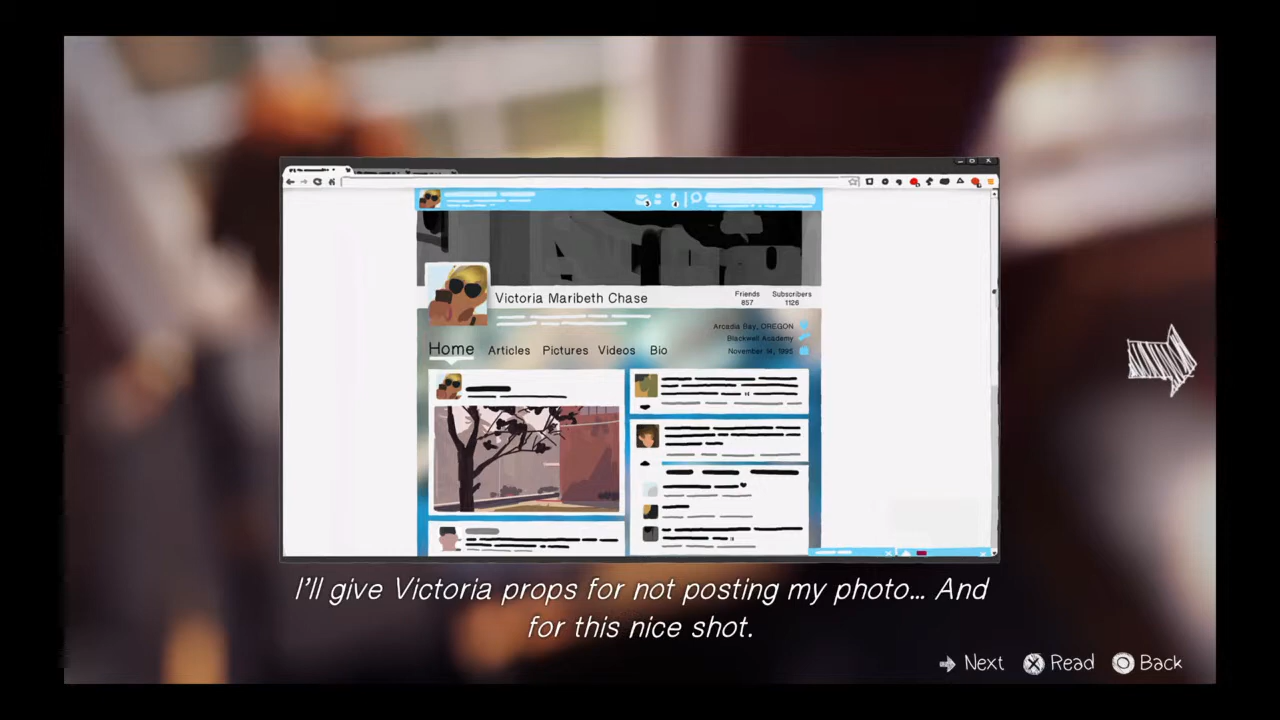 Victoria Maribeth Chase
Friends
857
Subscribers
1126
Arcadia Bay, OREGON
Blackwell Academy
November 14, 1995
Home Articles Pictures Videos Bio
I'll give Victoria props for not posting my photo... And
for this nice shot.
Next Read Back